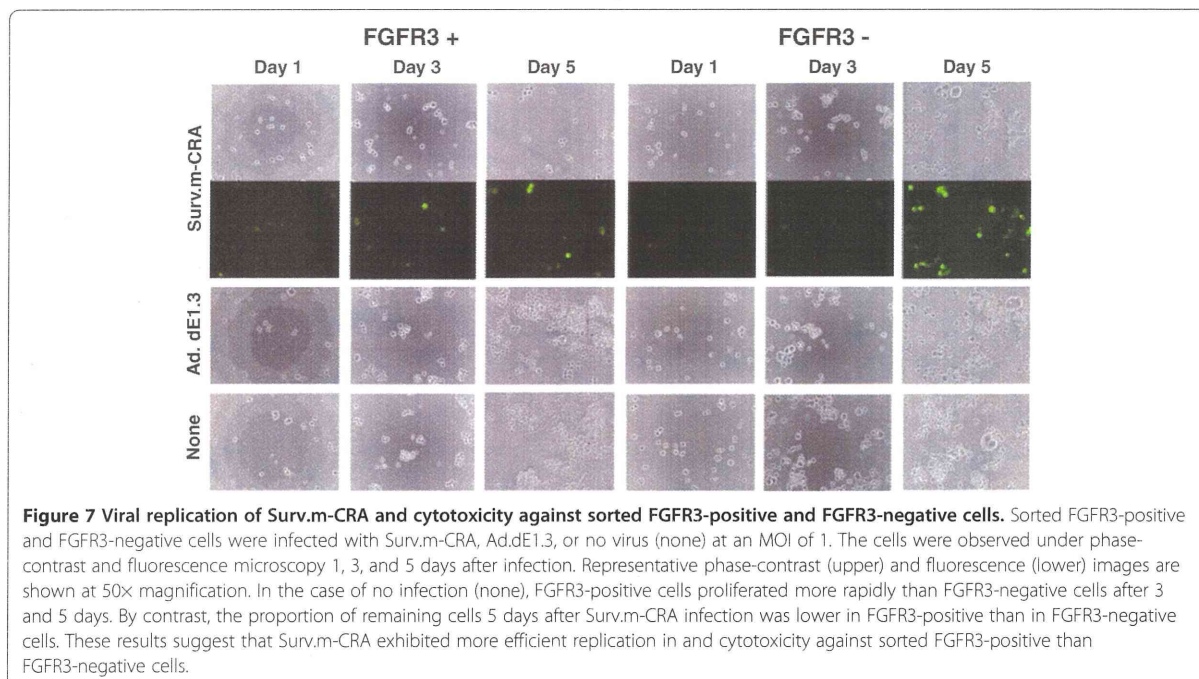 FGFR3 + FGFR3 -
Day 1 Day 3 Day 5 Day 1 Day 3 Day 5
Surv.m-CRA
Ad. dE1.3
None
Figure 7 Viral replication of Surv.m-CRA and cytotoxicity against sorted FGFR3-positive and FGFR3-negative cells. Sorted FGFR3-positive
and FGFR3-negative cells were infected with Surv.m-CRA, Ad.dE1.3, or no virus (none) at an MOI of 1. The cells were observed under phase-
contrast and fluorescence microscopy 1, 3, and 5 days after infection. Representative phase-contrast (upper) and fluorescence (lower) images are
shown at 50× magnification. In the case of no infection (none), FGFR3-positive cells proliferated more rapidly than FGFR3-negative cells after 3
and 5 days. By contrast, the proportion of remaining cells 5 days after Surv.m-CRA infection was lower in FGFR3-positive than in FGFR3-negative
cells. These results suggest that Surv.m-CRA exhibited more efficient replication in and cytotoxicity against sorted FGFR3-positive than
FGFR3-negative cells.